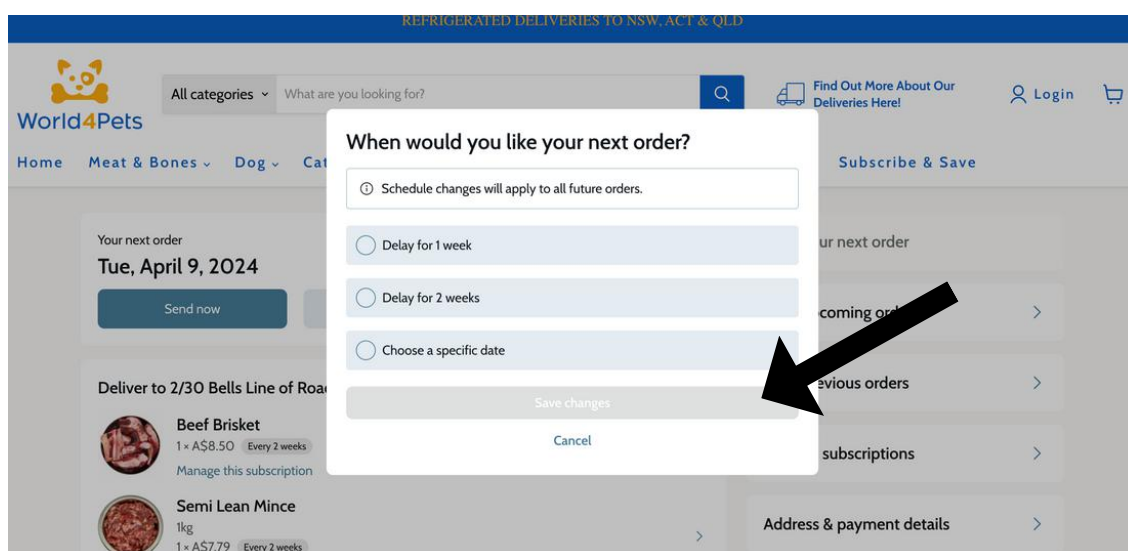 REFRIGERATED DELIVERIES TO NSW, ACT & QLD
World4Pets
All categories
What are you looking for?
Find Out More About Our
Deliveries Here!
Login
Home Meat & Bones Dog Cat Subscribe & Save
When would you like your next order?
Schedule changes will apply to all future orders.
Delay for 1 week
Delay for 2 weeks
Choose a specific date
Save changes
Cancel
Your next order
Tue, April 9, 2024
Send now
Deliver to 2/30 Bells Line of
Beef Brisket
1 × A$8.50 Every 2 weeks
Manage this subscription
Semi Lean Mince
1kg
1 × A$7.79 Every 2 weeks
next order
orders
subscriptions
Address & payment details